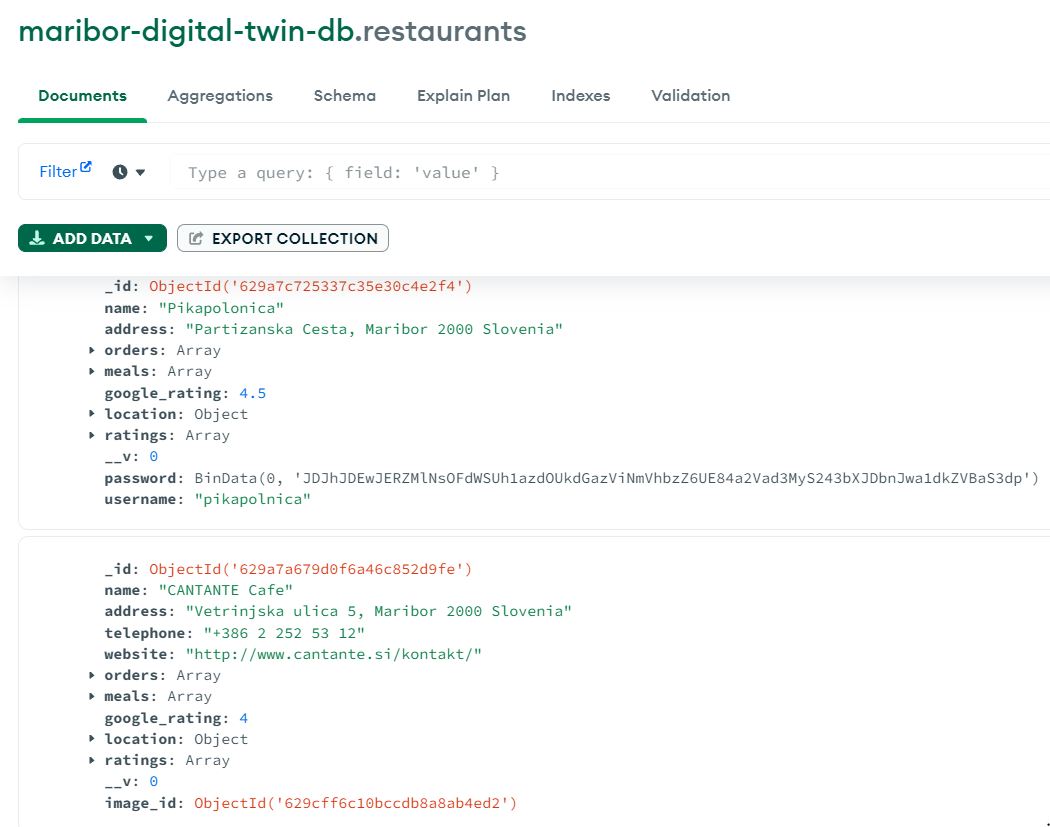 maribor-digital-twin-db.restaurants
Documents Aggregations Schema Explain Plan Indexes Validation
Filter Type a query: { field: 'value' }
ADD DATA EXPORT COLLECTION
_id: ObjectId('629a7c725337c35e30c4e2f4')
name: "Pikapolonica"
address: "Partizanska Cesta, Maribor 2000 Slovenia"
orders: Array
meals: Array
google_rating: 4.5
location: Object
ratings: Array
__v: 0
password: BinData(0, 'JDJhJDEwJERZMlNsOFdWSUh1azdOUkdGazViNmVhbzZ6UE84a2Vad3MyS243bXJDbnJwa1dkZVBaS3dp')
username: "pikapolnica"
_id: ObjectId('629a7a679d0f6a46c852d9fe')
name: "CANTANTE Cafe"
address: "Vetrinjska ulica 5, Maribor 2000 Slovenia"
telephone: "+386 2 252 53 12"
website: "http://www.cantante.si/kontakt/"
orders: Array
meals: Array
google_rating: 4
location: Object
ratings: Array
__v: 0
image_id: ObjectId('629cff6c10bccdb8a8ab4ed2')